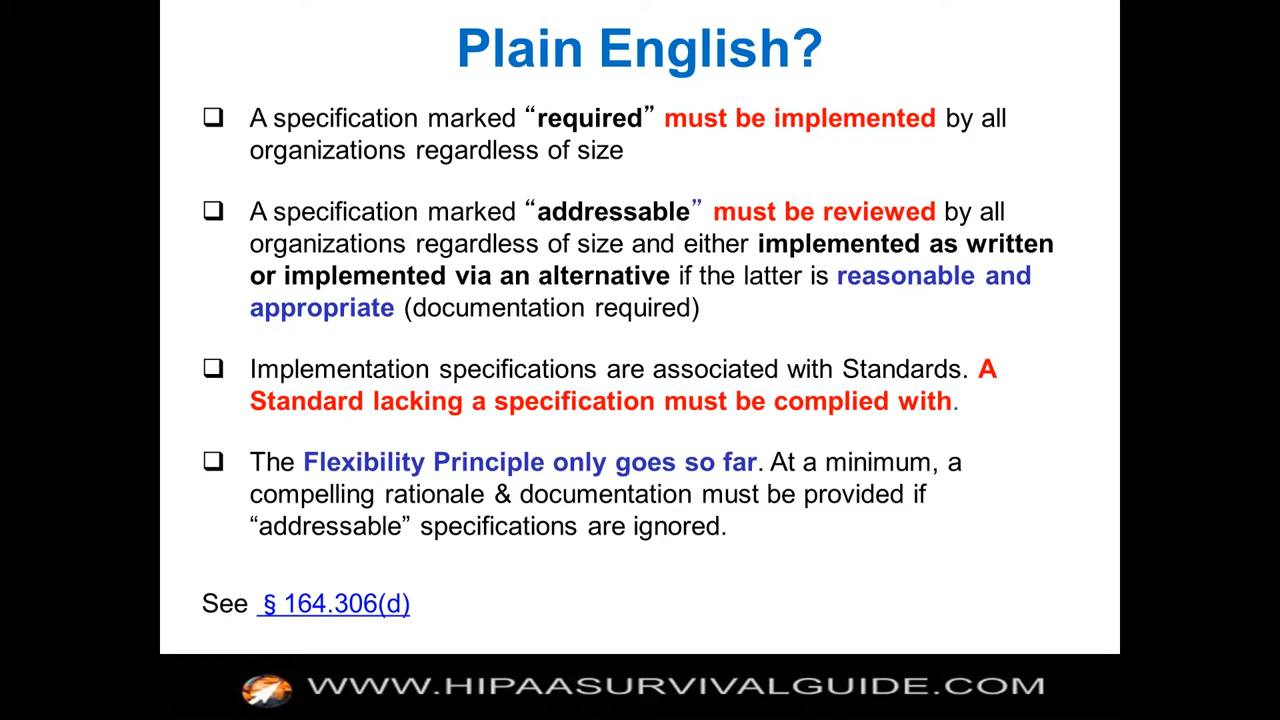 Plain English?
A specification marked “required” must be implemented by all
organizations regardless of size
A specification marked “addressable” must be reviewed by all
organizations regardless of size and either implemented as written
or implemented via an alternative if the latter is reasonable and
appropriate (documentation required)
Implementation specifications are associated with Standards. A
Standard lacking a specification must be complied with.
The Flexibility Principle only goes so far. At a minimum, a
compelling rationale & documentation must be provided if
“addressable” specifications are ignored.
See § 164.306(d)
WWW.HIPAASURVIVALGUIDE.COM